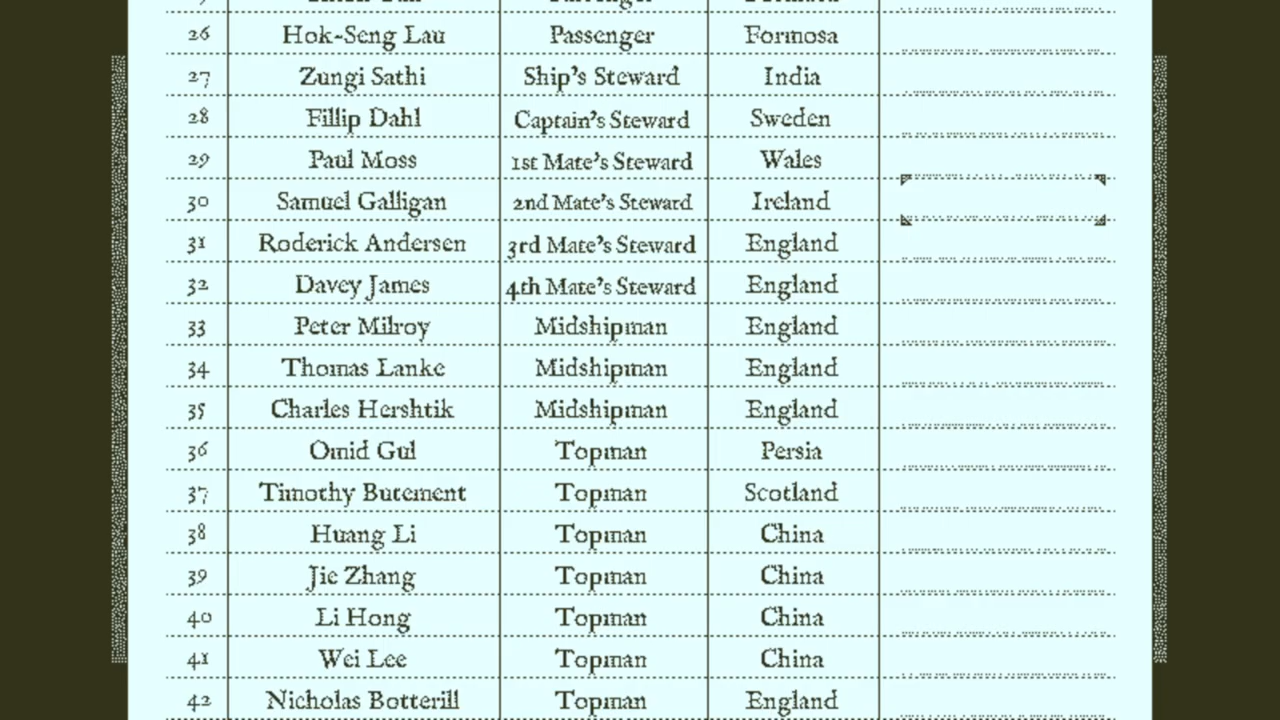 26 Hok-Seng Lau Passenger Formosa
27 Zungi Sathi Ship's Steward India
28 Fillip Dahl Captain's Steward Sweden
29 Paul Moss 1st Mate's Steward Wales
30 Samuel Galligan 2nd Mate's Steward Ireland
31 Roderick Andersen 3rd Mate's Steward England
32 Davey James 4th Mate's Steward England
33 Peter Milroy Midshipman England
34 Thomas Lanke Midshipman England
35 Charles Hershtik Midshipman England
36 Omid Gul Topman Persia
37 Timothy Butement Topman Scotland
38 Huang Li Topman China
39 Jie Zhang Topman China
40 Li Hong Topman China
41 Wei Lee Topman China
42 Nicholas Botterill Topman England